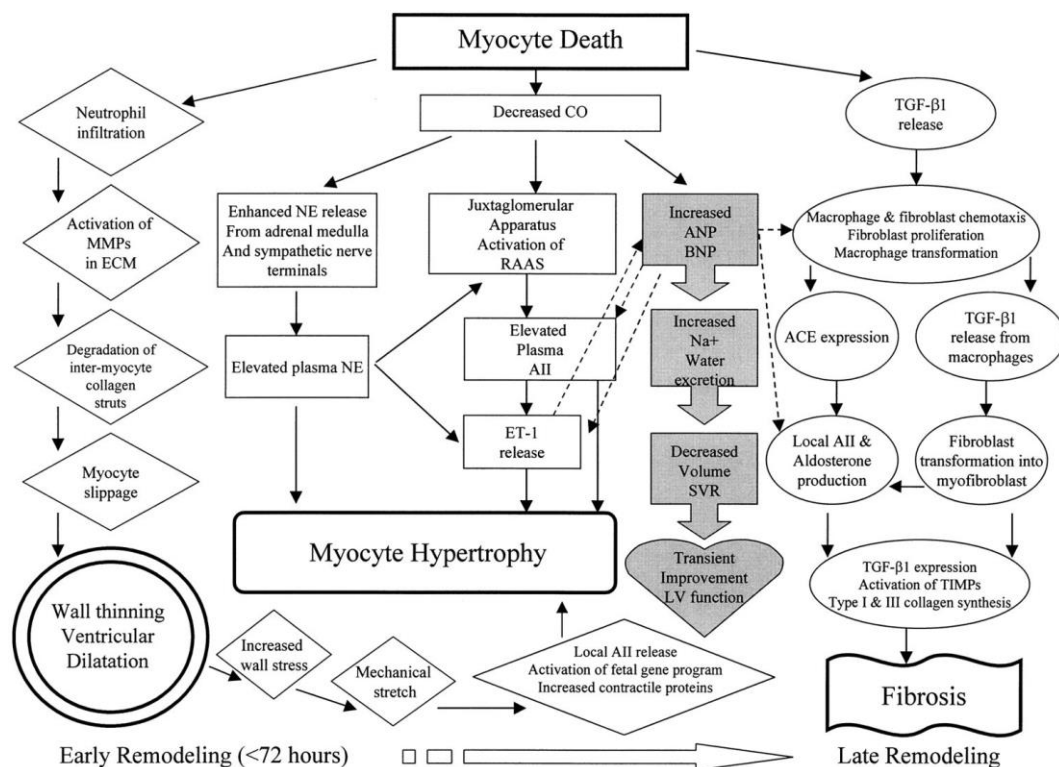 Myocyte Death
Neutrophil
infiltration
Decreased CO
TGF-β1
release
Activation of
MMPs
in ECM
Enhanced NE release
From adrenal medulla
And sympathetic nerve
terminals
Juxtaglomerular
Apparatus
Activation of
RAAS
Increased
ANP
BNP
Macrophage & fibroblast chemotaxis
Fibroblast proliferation
Macrophage transformation
Degradation of
inter-myocyte
collagen
struts
Elevated plasma NE
Elevated
Plasma
AII
Increased
Na+
Water
excretion
ACE expression
TGF-β1
release from
macrophages
Myocyte
slippage
ET-1
release
Decreased
Volume
SVR
Local AII &
Aldosterone
production
Fibroblast
transformation into
myofibroblast
Myocyte Hypertrophy
Transient
Improvement
LV function
TGF-β1 expression
Activation of TIMPs
Type I & III collagen synthesis
Wall thinning
Ventricular
Dilatation
Increased
wall stress
Mechanical
stretch
Local AII release
Activation of fetal gene program
Increased contractile proteins
Fibrosis
Early Remodeling (<72 hours)
Late Remodeling